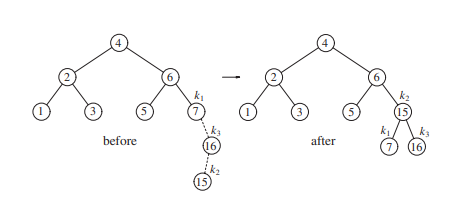 4 4
2 6 2 6
k1 k2
1 3 5 7 1 3 5 15
k3 k1 k3
before 16 after 7 16
k2
15